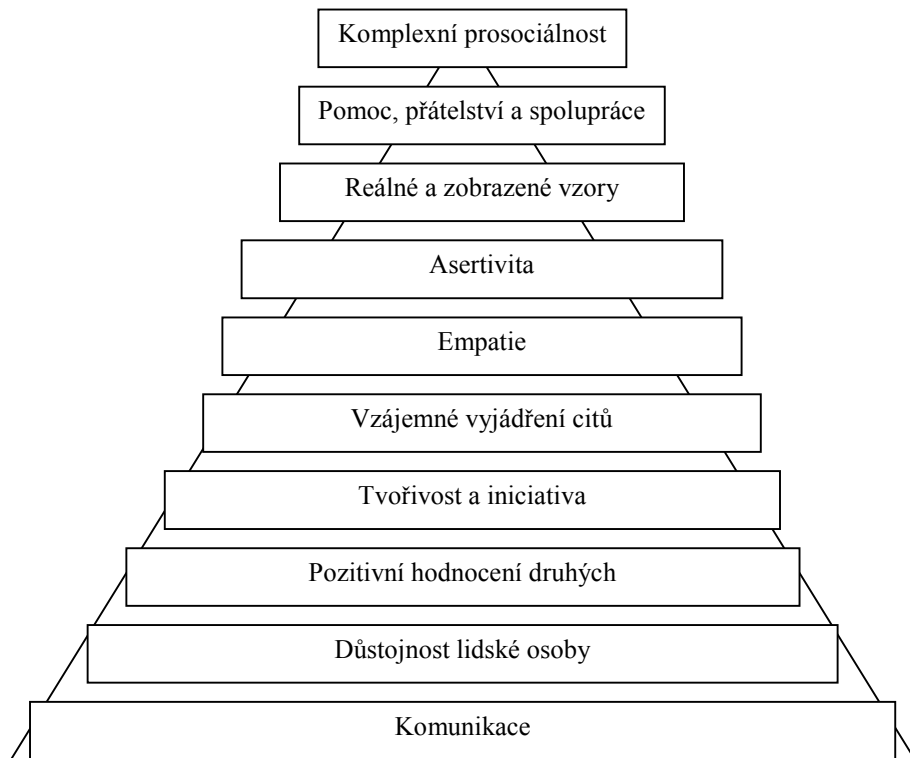 Komplexní prosociálnost
Pomoc, přátelství a spolupráce
Reálné a zobrazené vzory
Asertivita
Empatie
Vzájemné vyjádření citů
Tvořivost a iniciativa
Pozitivní hodnocení druhých
Důstojnost lidské osoby
Komunikace